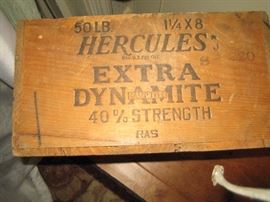 50 LB. 1¼ X 8
HERCULES
EXTRA
DYNAMITE
40 % STRENGTH
RAS